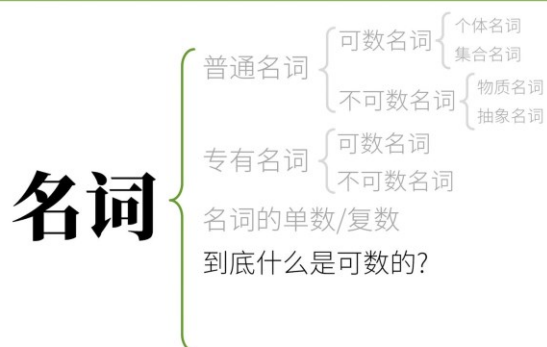 名词
普通名词
可数名词
个体名词
集合名词
不可数名词
物质名词
抽象名词
专有名词
可数名词
不可数名词
名词的单数/复数
到底什么是可数的?